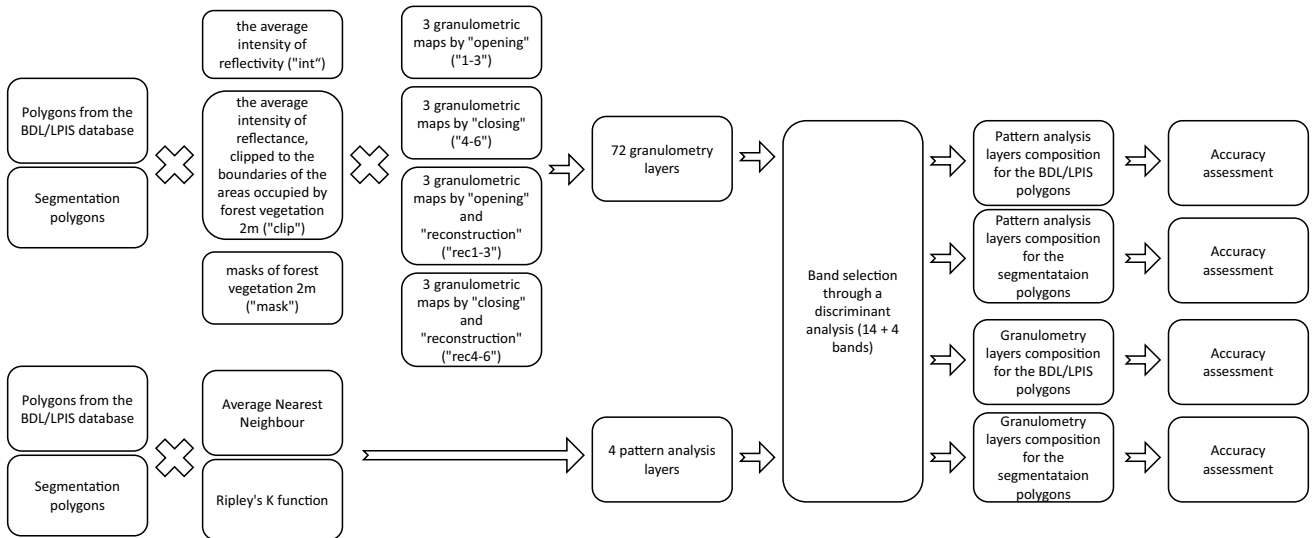 Polygons from the
BDL/LPIS database
Segmentation
polygons
the average
intensity of
reflectivity ("int“)
the average
intensity of
reflectance,
clipped to the
boundaries of the
areas occupied by
forest vegetation
2m ("clip")
masks of forest
vegetation 2m
("mask")
3 granulometric
maps by "opening"
("1-3")
3 granulometric
maps by "closing"
("4-6")
3 granulometric
maps by "opening"
and
"reconstruction"
("rec1-3")
3 granulometric
maps by "closing"
and
"reconstruction"
("rec4-6")
72 granulometry
layers
Polygons from the
BDL/LPIS database
Segmentation
polygons
Average Nearest
Neighbour
Ripley's K function
4 pattern analysis
layers
Band selection
through a
discriminant
analysis (14 + 4
bands)
Pattern analysis
layers composition
for the BDL/LPIS
polygons
Accuracy
assessment
Pattern analysis
layers composition
for the
segmentataion
polygons
Accuracy
assessment
Granulometry
layers composition
for the BDL/LPIS
polygons
Accuracy
assessment
Granulometry
layers composition
for the
segmentataion
polygons
Accuracy
assessment